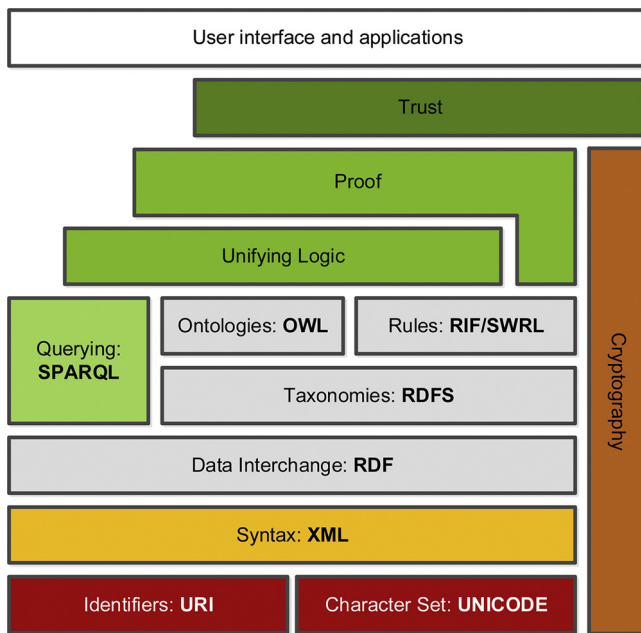 User interface and applications
Trust
Proof
Unifying Logic
Ontologies: OWL
Rules: RIF/SWRL
Querying:
SPARQL
Taxonomies: RDFS
Data Interchange: RDF
Syntax: XML
Identifiers: URI
Character Set: UNICODE
Cryptography